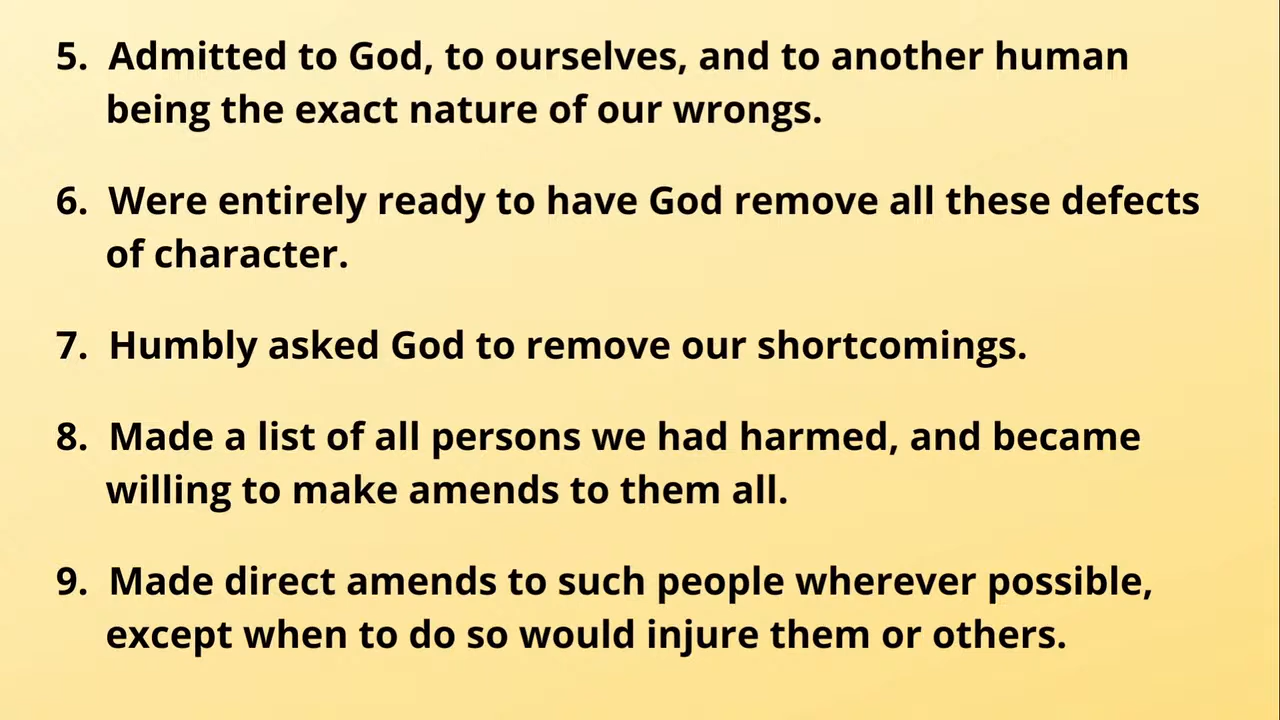 5. Admitted to God, to ourselves, and to another human
being the exact nature of our wrongs.
6. Were entirely ready to have God remove all these defects
of character.
7. Humbly asked God to remove our shortcomings.
8. Made a list of all persons we had harmed, and became
willing to make amends to them all.
9. Made direct amends to such people wherever possible,
except when to do so would injure them or others.